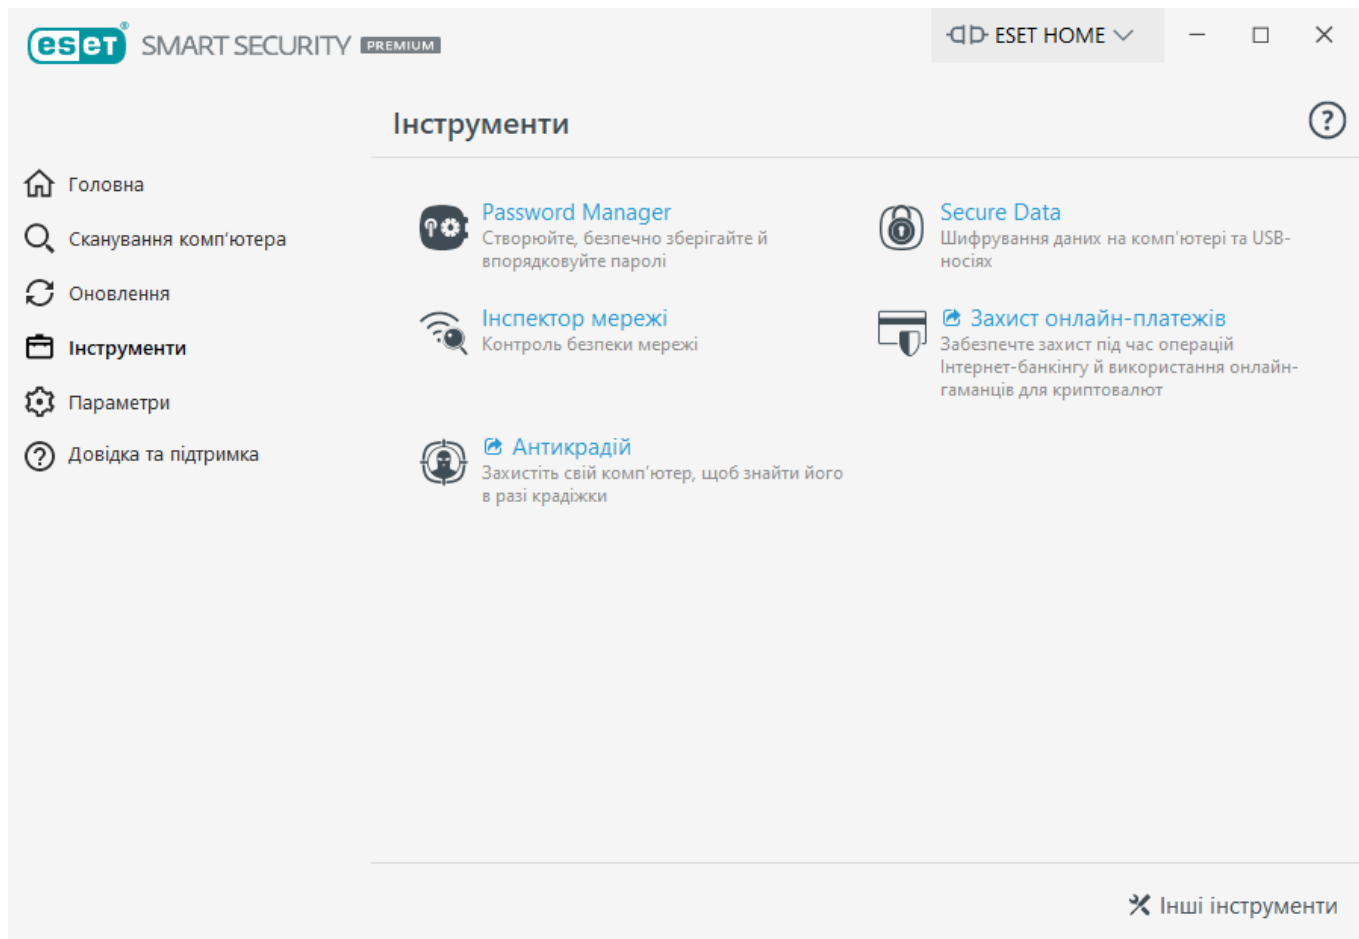 eset® SMART SECURITY PREMIUM
ESET HOME
Інструменти
Головна
Сканування комп'ютера
Оновлення
Інструменти
Параметри
Довідка та підтримка
Password Manager
Створюйте, безпечно зберігайте й
впорядковуйте паролі
Secure Data
Шифрування даних на комп'ютері та USB-
носіях
Інспектор мережі
Контроль безпеки мережі
Захист онлайн-платежів
Забезпечте захист під час операцій
Інтернет-банкінгу й використання онлайн-
гаманців для криптовалют
Антикрадій
Захистіть свій комп'ютер, щоб знайти його
в разі крадіжки
Інші інструменти